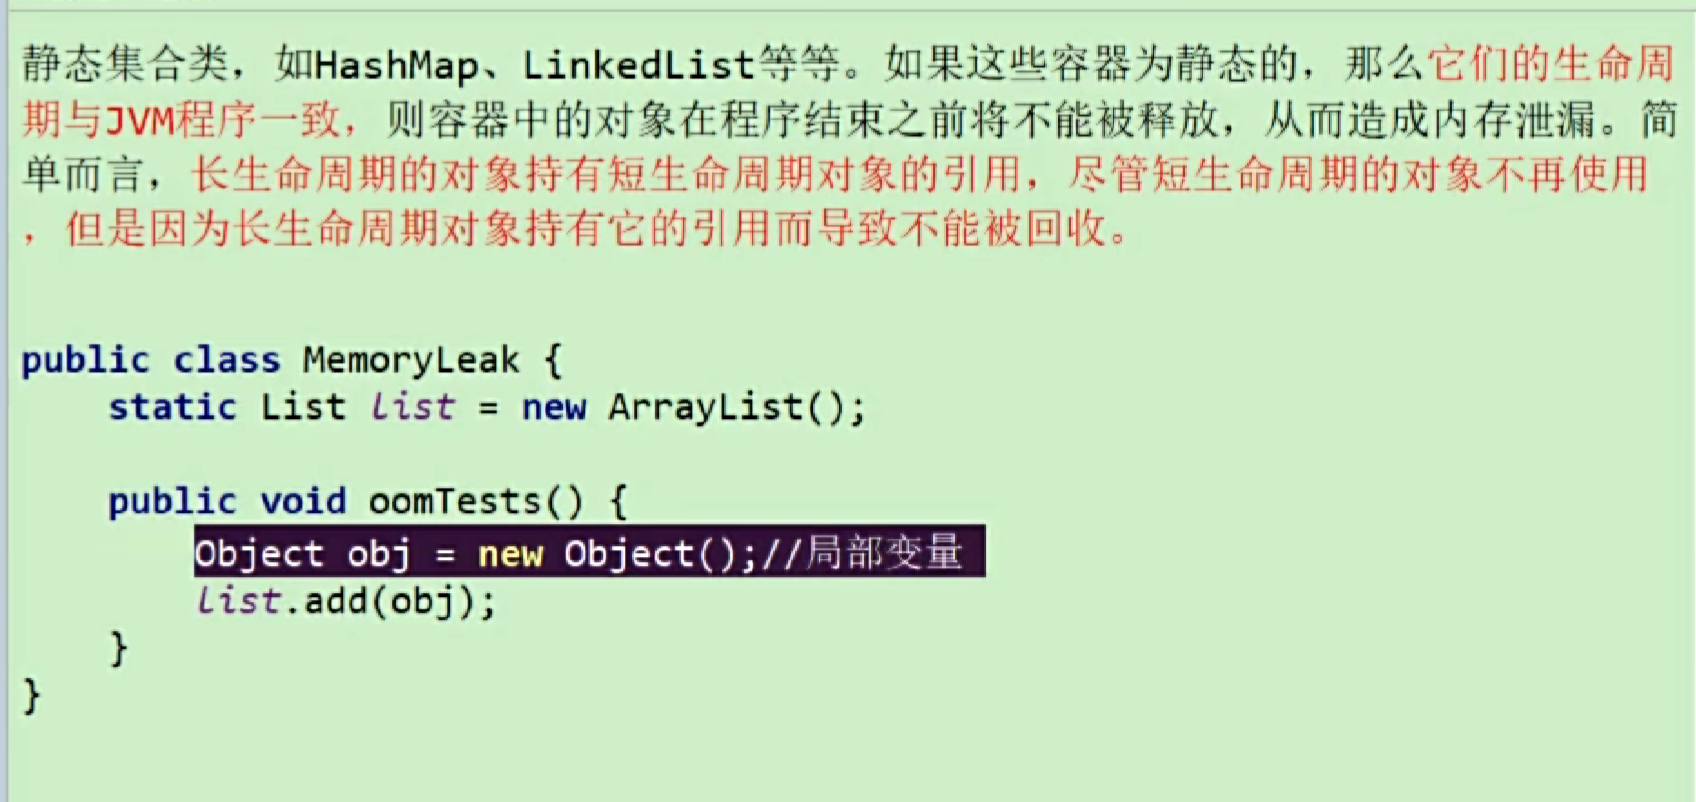 静态集合类，如HashMap、LinkedList等等。如果这些容器为静态的，那么它们的生命周
期与JVM程序一致，则容器中的对象在程序结束之前将不能被释放，从而造成内存泄漏。简
单而言，长生命周期的对象持有短生命周期对象的引用，尽管短生命周期的对象不再使用
，但是因为长生命周期对象持有它的引用而导致不能被回收。
public class MemoryLeak {
    static List list = new ArrayList();
    public void oomTests() {
        Object obj = new Object();//局部变量
        list.add(obj);
    }
}